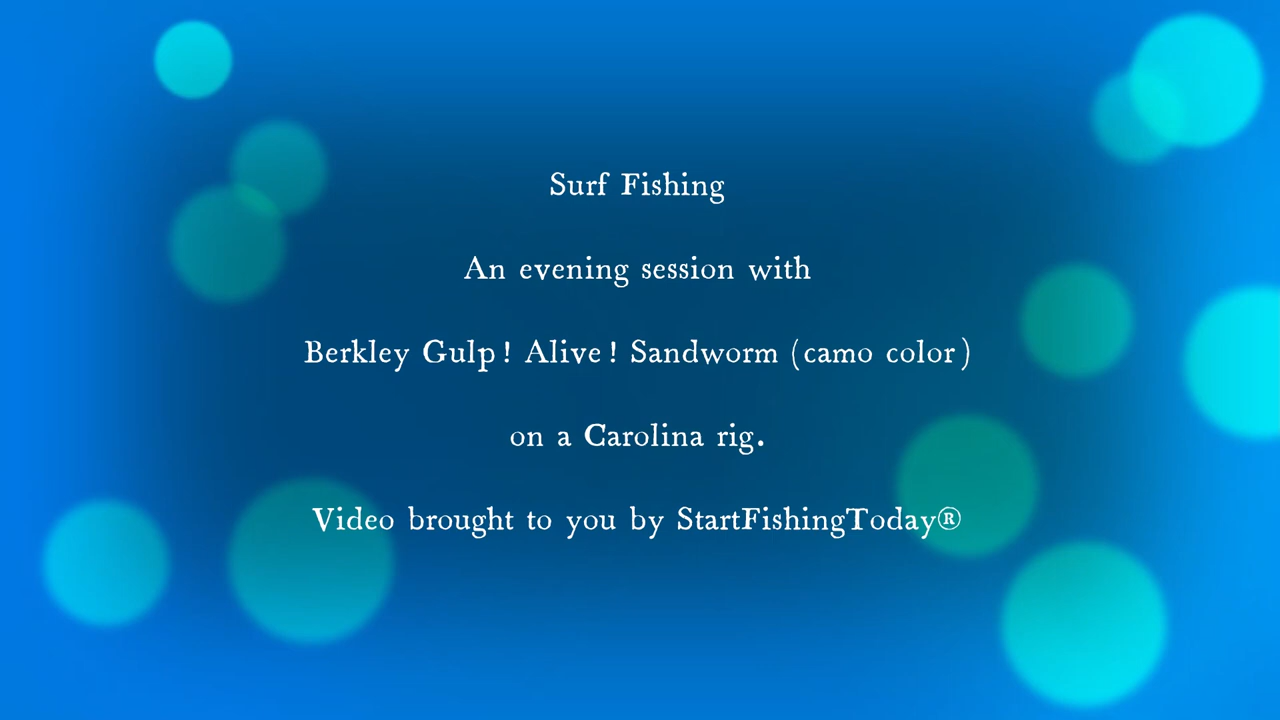 Surf Fishing
An evening session with
Berkley Gulp! Alive! Sandworm (camo color)
on a Carolina rig.
Video brought to you by StartFishingToday®